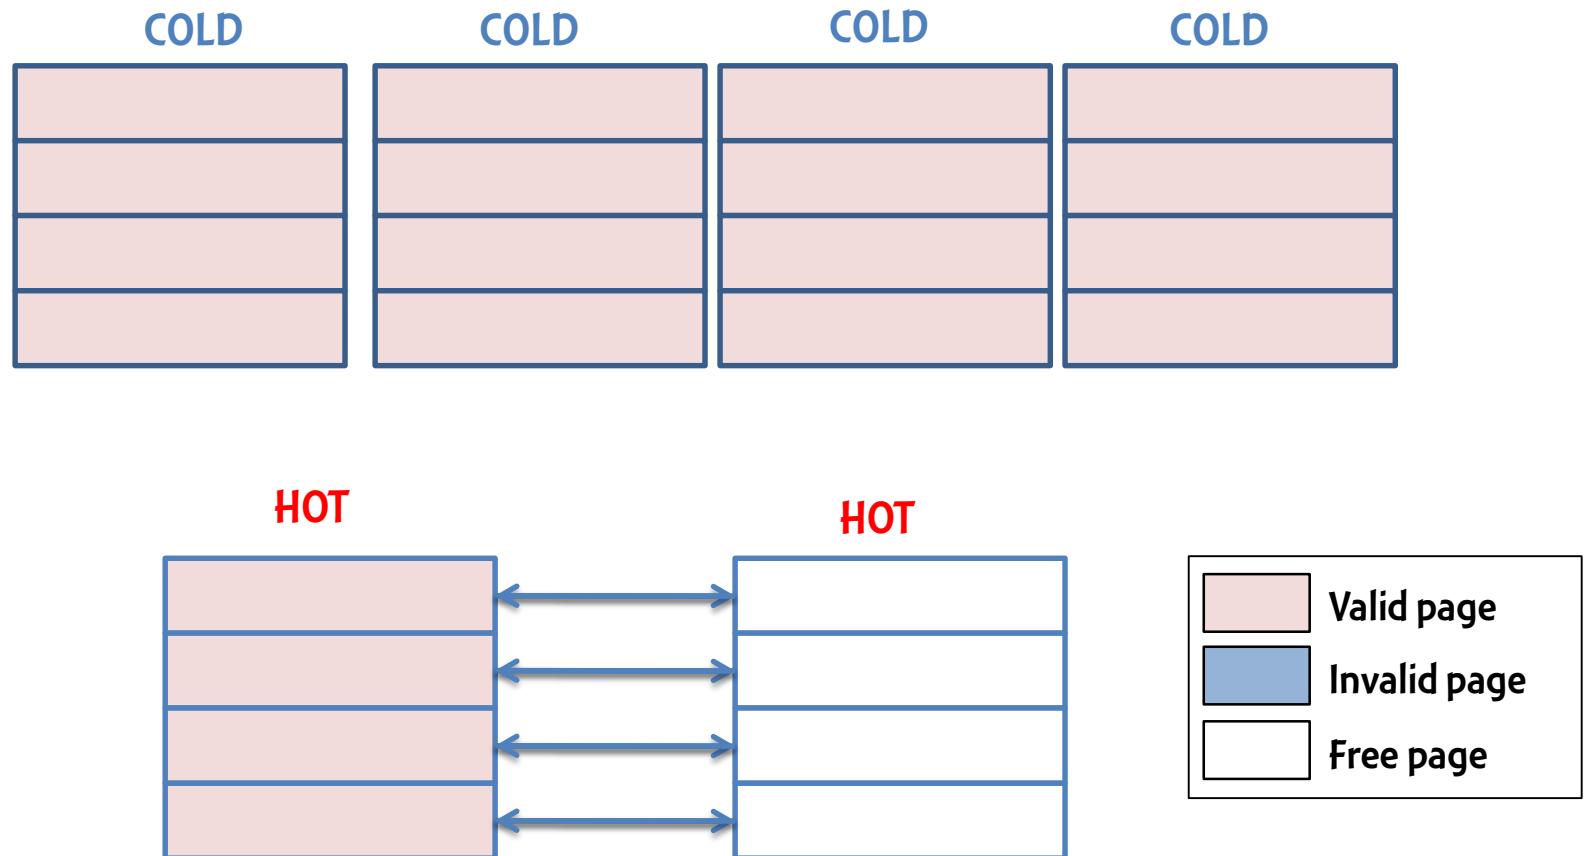 COLD
COLD
COLD
COLD
HOT
HOT
Valid page
Invalid page
Free page